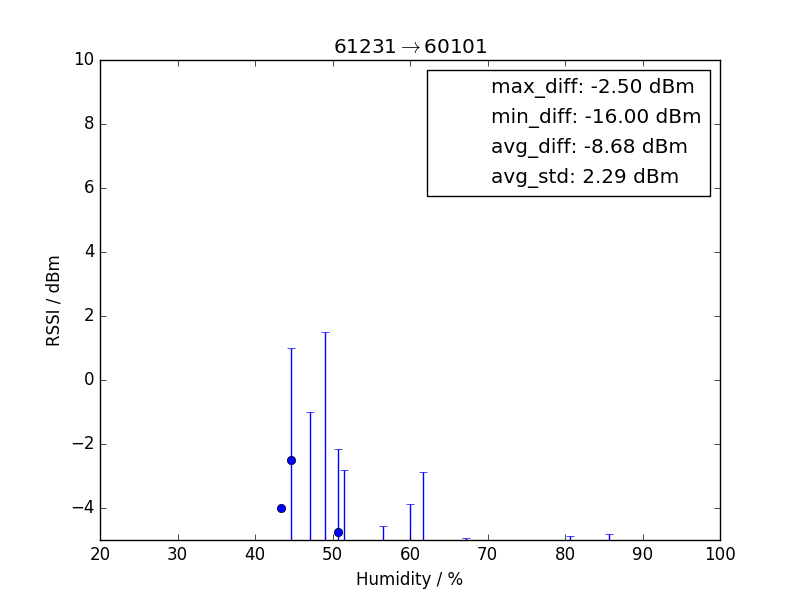 61231→60101
max_diff: -2.50 dBm
min_diff: -16.00 dBm
avg_diff: -8.68 dBm
avg_std: 2.29 dBm
10
8
6
4
2
0
−2
−4
RSSI / dBm
20 30 40 50 60 70 80 90 100
Humidity / %